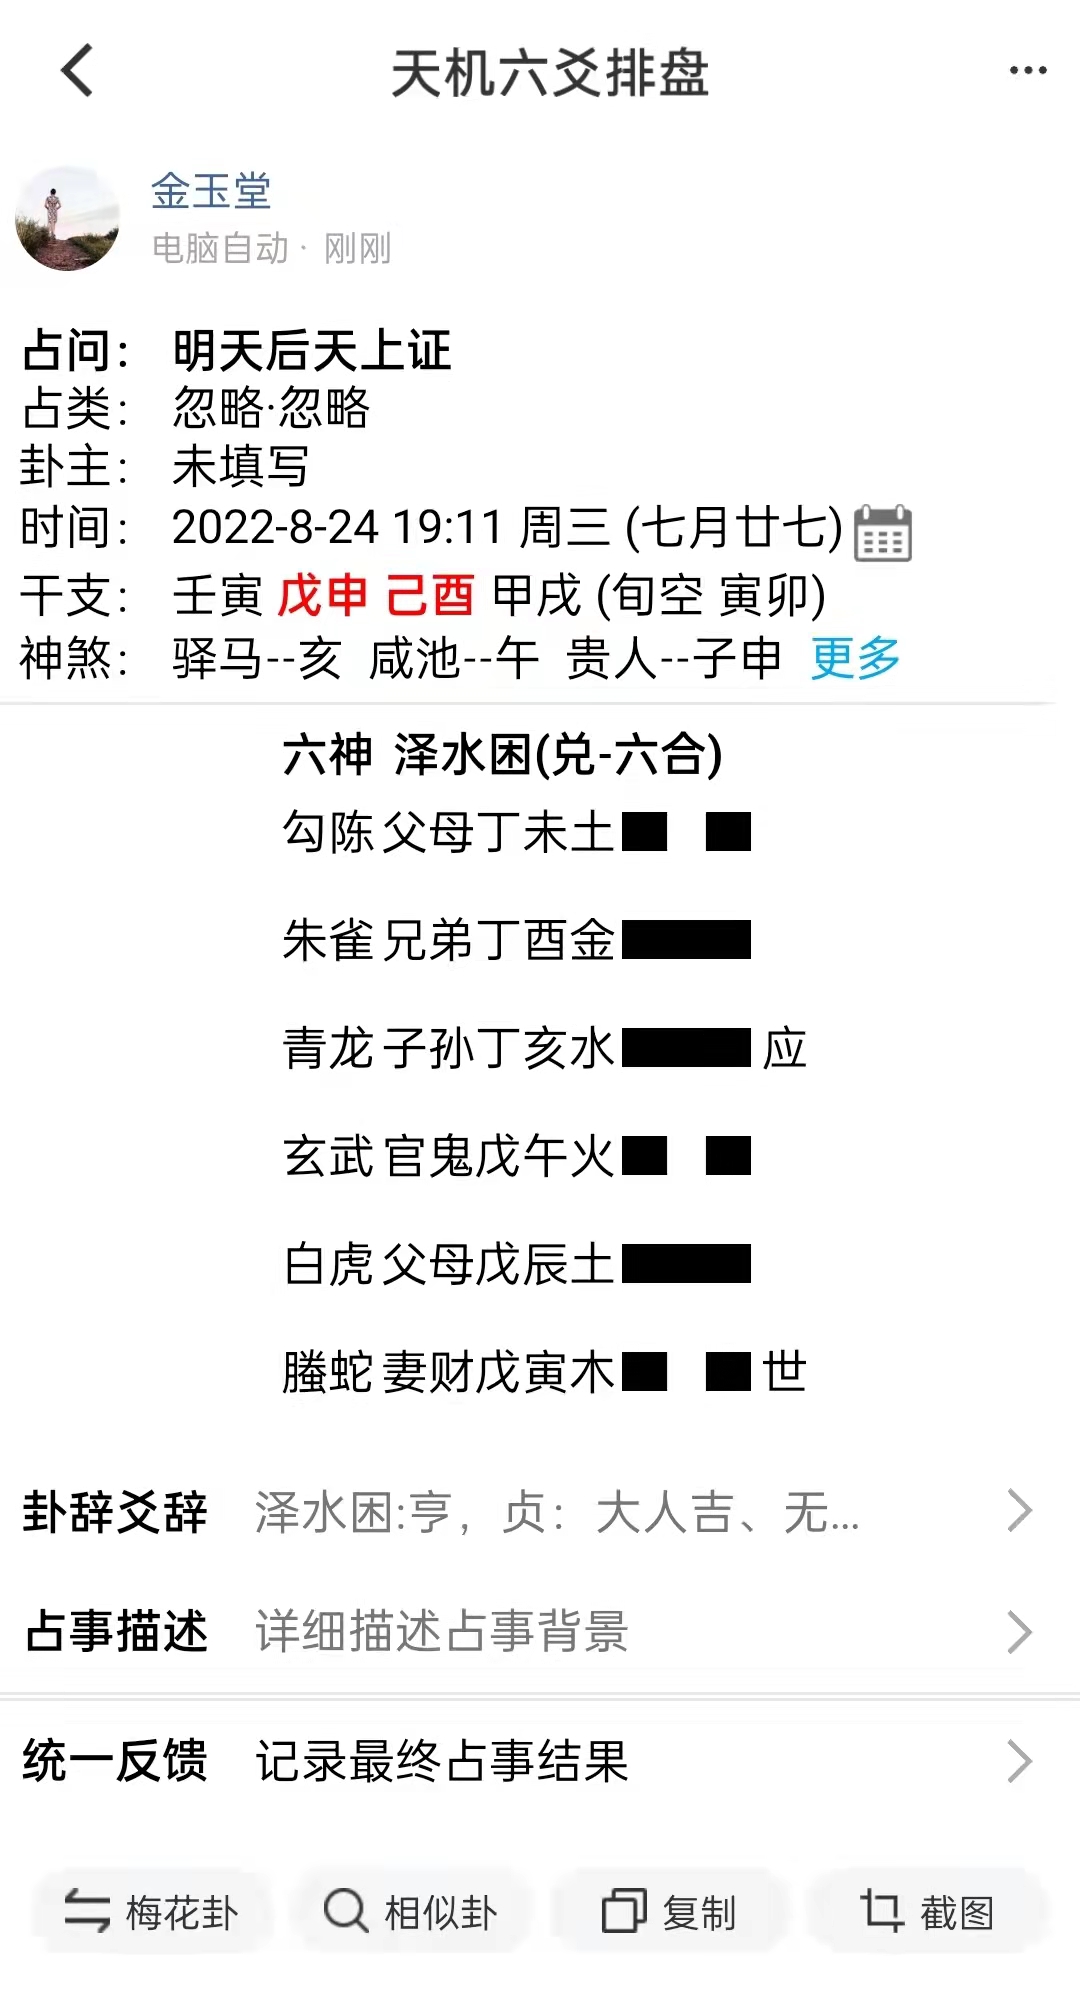 天机六爻排盘
金玉堂
电脑自动· 刚刚
占问： 明天后天上证
占类： 忽略·忽略
卦主： 未填写
时间： 2022-8-24 19:11 周三 (七月廿七)
干支： 壬寅 戊申 己酉 甲戌 (旬空 寅卯)
神煞： 驿马--亥 咸池--午 贵人--子申 更多
六神 泽水困(兑-六合)
勾陈 父母丁未土
朱雀 兄弟丁酉金
青龙 子孙丁亥水 应
玄武 官鬼戊午火
白虎 父母戊辰土
螣蛇 妻财戊寅木 世
卦辞爻辞 泽水困:亨，贞：大人吉、无...
占事描述 详细描述占事背景
统一反馈 记录最终占事结果
梅花卦 相似卦 复制 截图